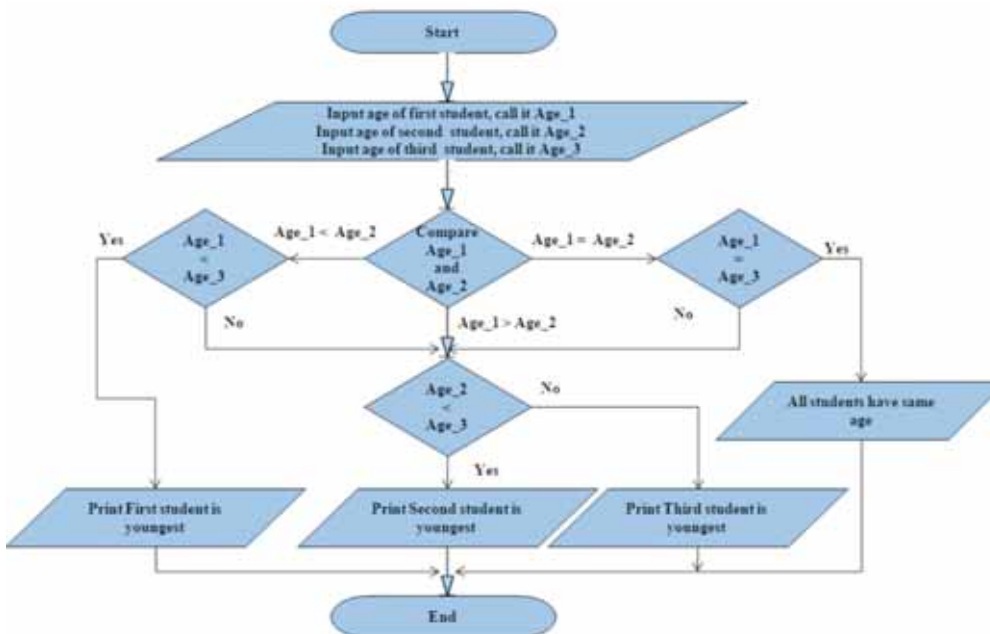 Start
Input age of first student, call it Age_1
Input age of second student, call it Age_2
Input age of third student, call it Age_3
Yes
Age_1
<
Age_3
Age_1 < Age_2
Compare
Age_1
and
Age_2
Age_1 = Age_2
Age_1
=
Age_3
Yes
No
Age_1 > Age_2
No
Age_2
<
Age_3
No
All students have same
age
Yes
Print First student is
youngest
Print Second student is
youngest
Print Third student is
youngest
End